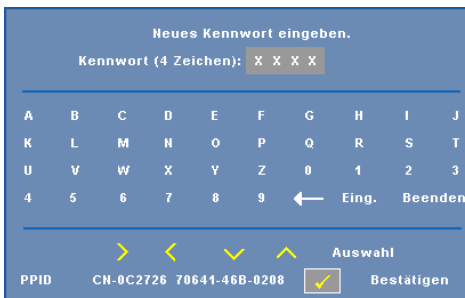 Neues Kennwort eingeben.
Kennwort (4 Zeichen): X X X X
A B C D E F G H I J
K L M N O P Q R S T
U V W X Y Z 0 1 2 3
4 5 6 7 8 9 ← Eing. Beenden
> < ∨ ∧ Auswahl
PPID CN-0C2726 70641-46B-0208 ✓ Bestätigen